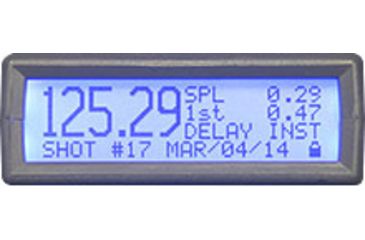 125.29 SPL 0.29
1st 0.47
DELAY INST
SHOT #17 MAR/04/14